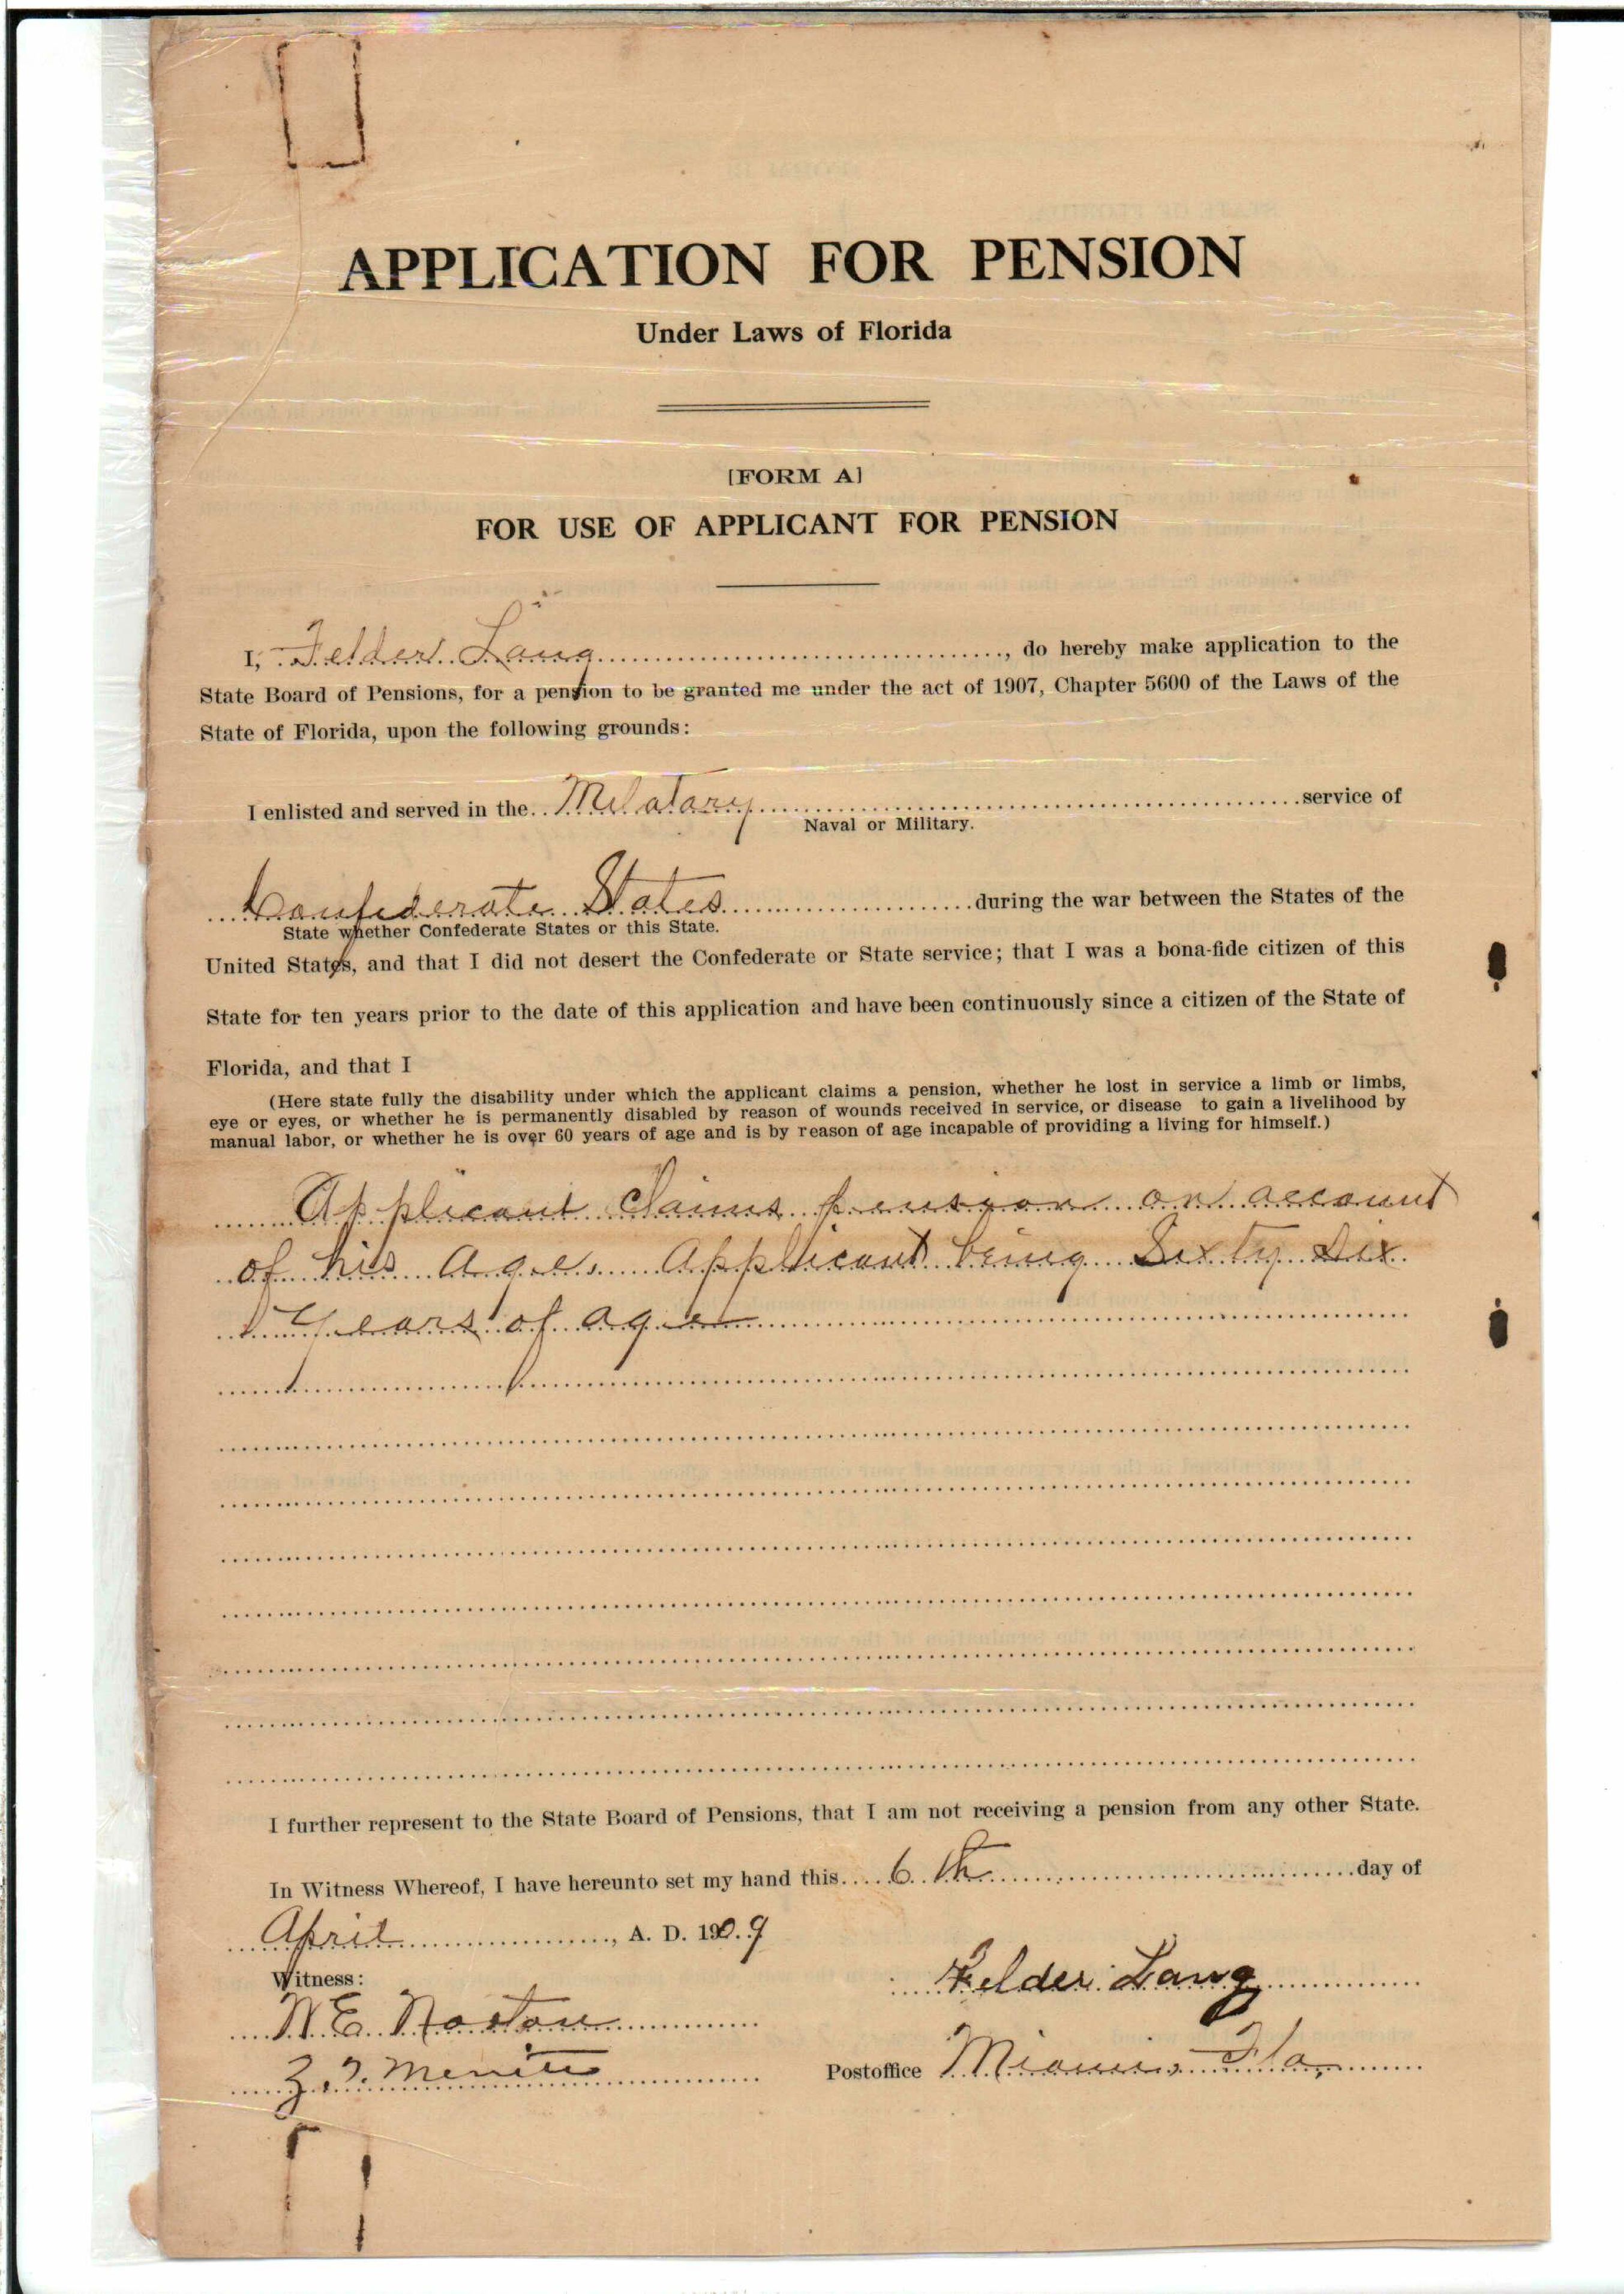 APPLICATION FOR PENSION
Under Laws of Florida
[FORM A]
FOR USE OF APPLICANT FOR PENSION
I, Felder Lang, do hereby make application to the
State Board of Pensions, for a pension to be granted me under the act of 1907, Chapter 5600 of the Laws of the
State of Florida, upon the following grounds:
I enlisted and served in the Milatary service of
Naval or Military.
Confederate States during the war between the States of the
State whether Confederate States or this State.
United States, and that I did not desert the Confederate or State service; that I was a bona-fide citizen of this
State for ten years prior to the date of this application and have been continuously since a citizen of the State of
Florida, and that I
(Here state fully the disability under which the applicant claims a pension, whether he lost in service a limb or limbs,
eye or eyes, or whether he is permanently disabled by reason of wounds received in service, or disease to gain a livelihood by
manual labor, or whether he is over 60 years of age and is by reason of age incapable of providing a living for himself.)
Applicant Claims pension on account
of his Age. Applicant being Sixty Six
Years of age
I further represent to the State Board of Pensions, that I am not receiving a pension from any other State.
In Witness Whereof, I have hereunto set my hand this 6th day of
April, A. D. 1909
Witness:
Felder Lang
W. E. Norton
Z. T. Merritt
Postoffice Miami, Fla,